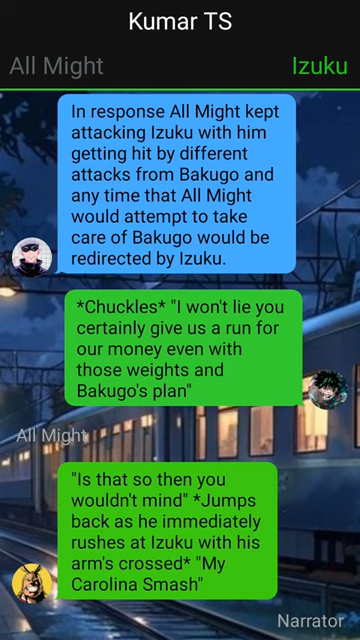 Kumar TS
All Might
Izuku
In response All Might kept
attacking Izuku with him
getting hit by different
attacks from Bakugo and
any time that All Might
would attempt to take
care of Bakugo would be
redirected by Izuku.
*Chuckles* "I won't lie you
certainly give us a run for
our money even with
those weights and
Bakugo's plan"
All Might
"Is that so then you
wouldn't mind" *Jumps
back as he immediately
rushes at Izuku with his
arm's crossed* "My
Carolina Smash"
Narrator